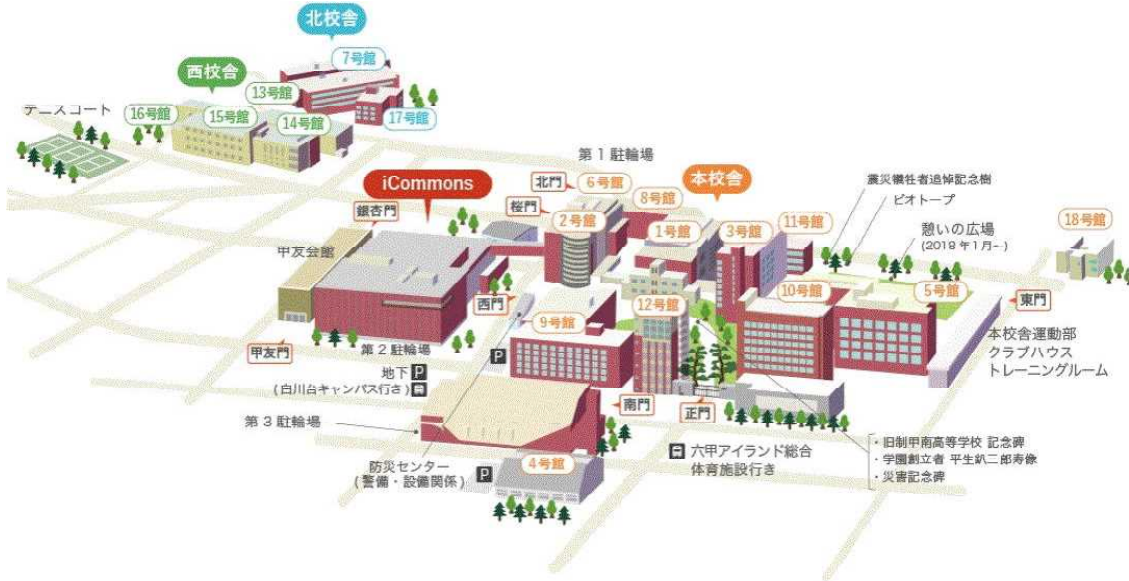 北校舎
7号館
西校舎
13号館
テニスコート
16号館
15号館
14号館
17号館
第1駐輪場
iCommons
北門
6号館
本校舎
震災犠牲者追悼記念樹
8号館
ビオトープ
銀杏門
桜門
2号館
1号館
3号館
11号館
憩いの広場
(2019年1月~)
18号館
甲友会館
西門
12号館
10号館
5号館
東門
9号館
本校舎運動部
クラブハウス
トレーニングルーム
甲友門
第2駐輪場
P
地下 P
(白川台キャンパス行き)
南門
正門
第3駐輪場
・旧制甲南高等学校 記念碑
六甲アイランド総合
体育施設行き
・学園創立者 平生釟三郎寿像
・災害記念碑
防災センター
(警備・設備関係)
P
4号館